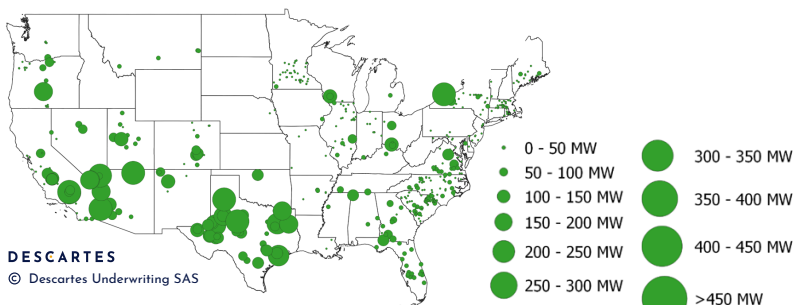 0 - 50 MW
50 - 100 MW
100 - 150 MW
150 - 200 MW
200 - 250 MW
250 - 300 MW
300 - 350 MW
350 - 400 MW
400 - 450 MW
>450 MW
DESCARTES
© Descartes Underwriting SAS